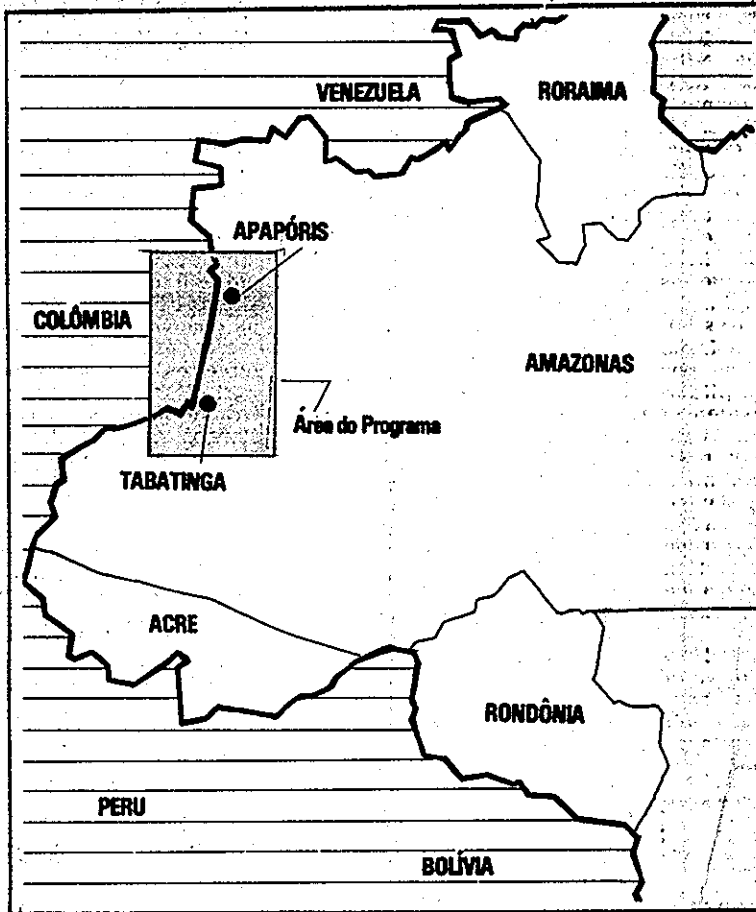 VENEZUELA
RORAIMA
APAPÓRIS
COLÔMBIA
AMAZONAS
Área do Programa
TABATINGA
ACRE
RONDÔNIA
PERU
BOLÍVIA